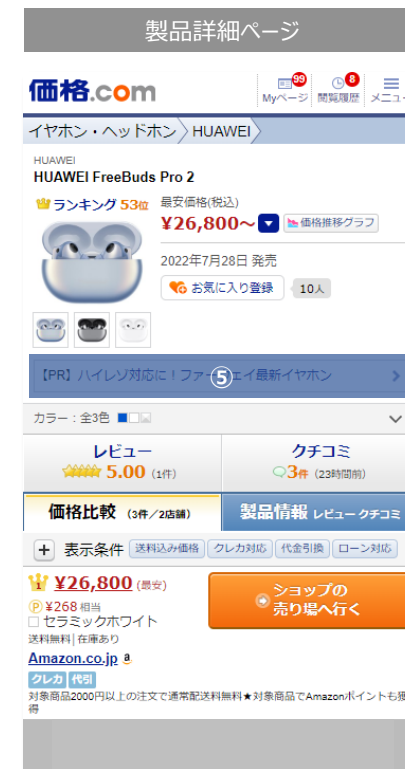 製品詳細ページ
価格.com
99
8
Myページ 閲覧履歴 メニュ
イヤホン・ヘッドホン HUAWEI
HUAWEI
HUAWEI FreeBuds Pro 2
ランキング 53位
最安価格(税込)
¥26,800～ 価格推移グラフ
2022年7月28日 発売
お気に入り登録 10人
【PR】ハイレゾ対応に！ファーウェイ最新イヤホン
⑤
カラー：全3色
レビュー
5.00 (1件)
クチコミ
3件 (23時間前)
価格比較 (3件／2店舗)
製品情報 レビュー クチコミ
＋ 表示条件 送料込み価格 クレカ対応 代金引換 ローン対応
1 ¥26,800 (最安)
P ¥268 相当
セラミックホワイト
送料無料 | 在庫あり
ショップの
売り場へ行く
Amazon.co.jp a
クレカ 代引
対象商品2000円以上の注文で通常配送料無料★対象商品でAmazonポイントも獲
得